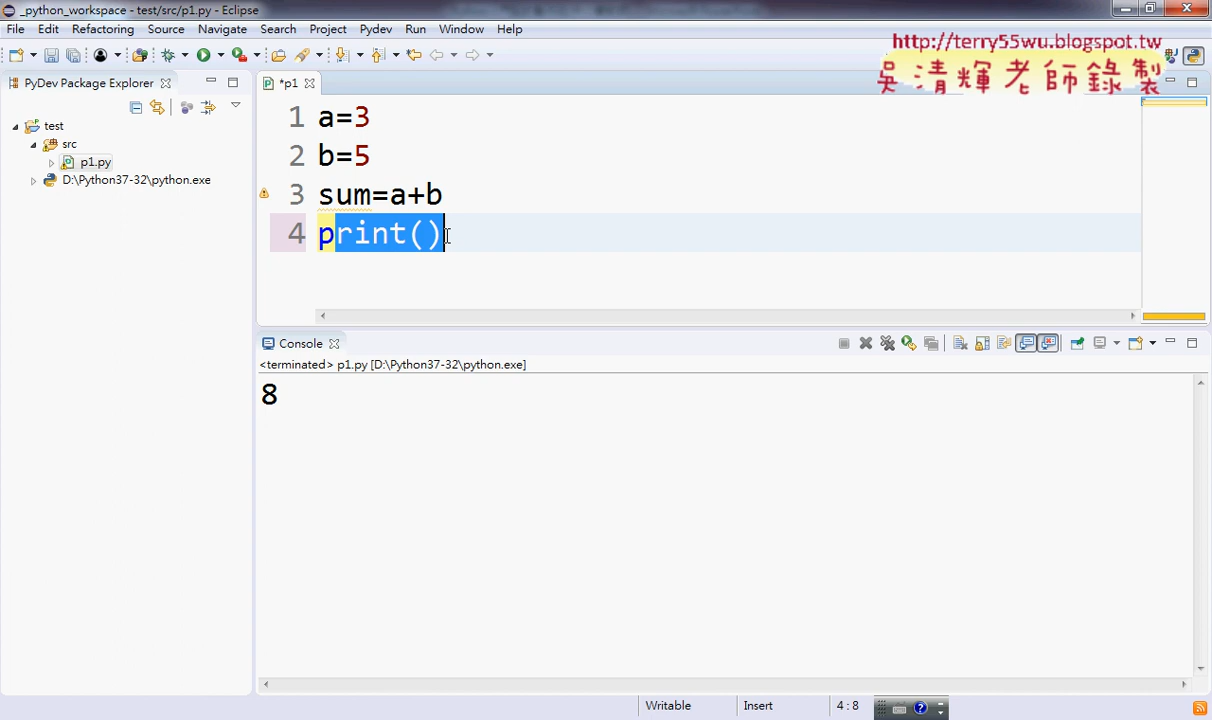 _python_workspace - test/src/p1.py - Eclipse
File Edit Refactoring Source Navigate Search Project Pydev Run Window Help
http://terry55wu.blogspot.tw
吳清輝老師錄製
PyDev Package Explorer
*p1
test
src
p1.py
D:\Python37-32\python.exe
1 a=3
2 b=5
3 sum=a+b
4 print()
Console
<terminated> p1.py [D:\Python37-32\python.exe]
8
Writable Insert 4:8